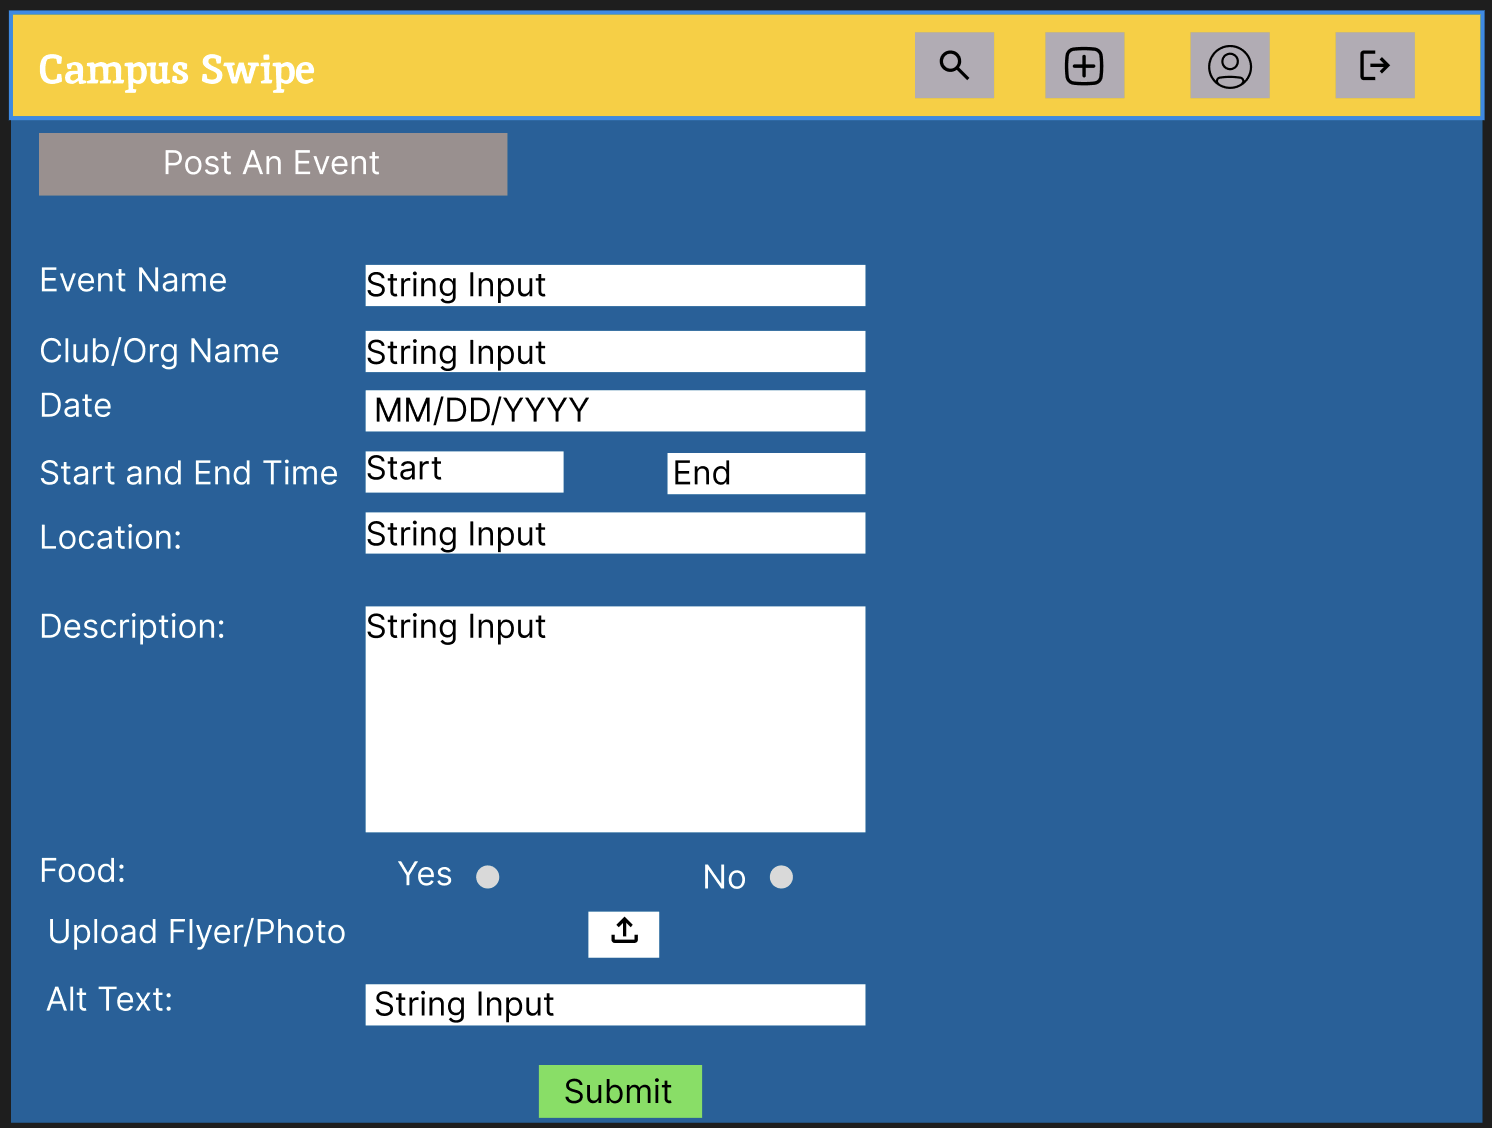 Campus Swipe
Post An Event
Event Name
String Input
Club/Org Name
String Input
Date
MM/DD/YYYY
Start and End Time
Start
End
Location:
String Input
Description:
String Input
Food:
Yes
No
Upload Flyer/Photo
Alt Text:
String Input
Submit